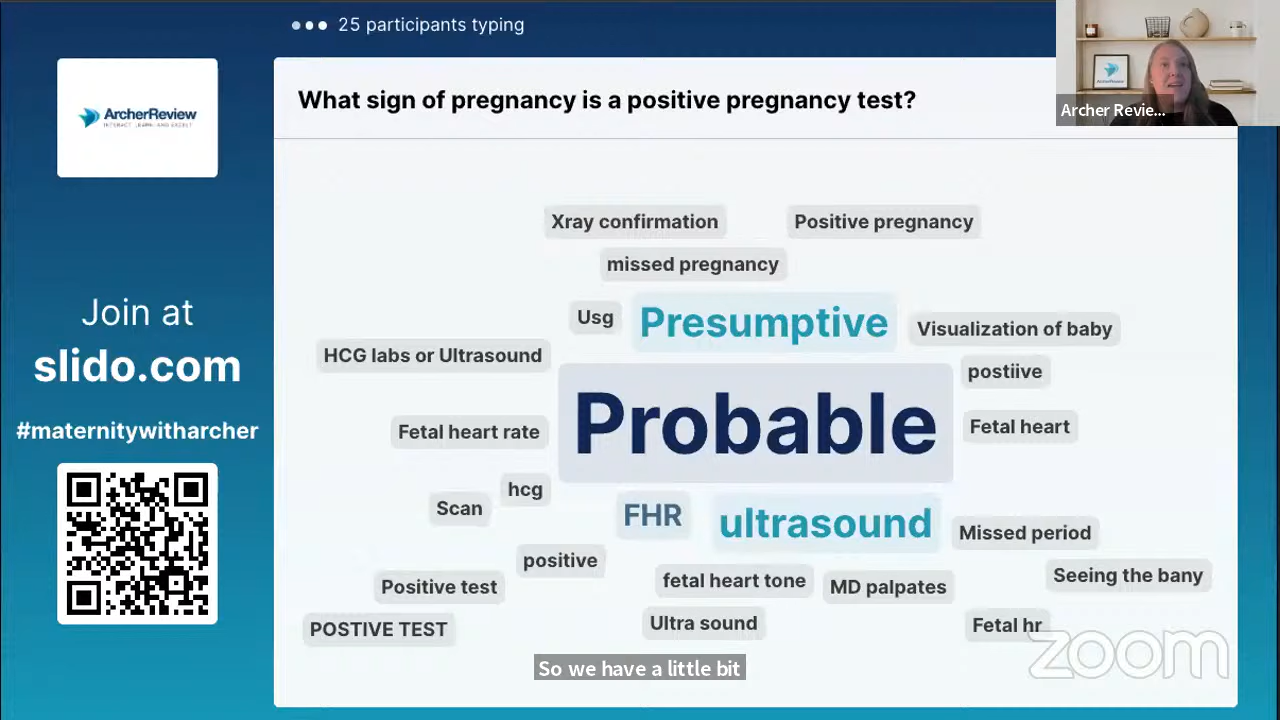 25 participants typing
ArcherReview
What sign of pregnancy is a positive pregnancy test?
Archer Revie...
Xray confirmation
Positive pregnancy
missed pregnancy
Usg
Presumptive
Visualization of baby
HCG labs or Ultrasound
postiive
Probable
Fetal heart rate
Fetal heart
hcg
Scan
FHR
ultrasound
Missed period
positive
Positive test
fetal heart tone
MD palpates
Seeing the bany
POSTIVE TEST
Ultra sound
Fetal hr
Join at
slido.com
#maternitywitharcher
So we have a little bit
zoom